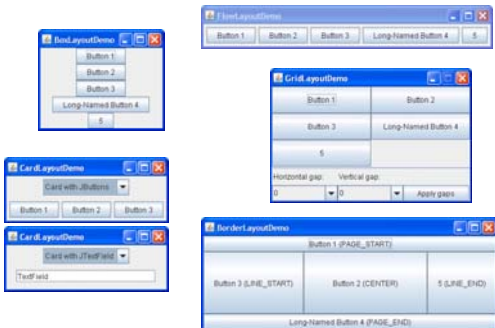 BoxLayoutDemo
Button 1
Button 2
Button 3
Long-Named Button 4
5
FlowLayoutDemo
Button 1 Button 2 Button 3 Long-Named Button 4 5
GridLayoutDemo
Button 1 Button 2
Button 3 Long-Named Button 4
5
Horizontal gap: Vertical gap:
0 0 Apply gaps
CardLayoutDemo
Card with JButtons
Button 1 Button 2 Button 3
CardLayoutDemo
Card with JTextField
TextField
BorderLayoutDemo
Button 1 (PAGE_START)
Button 3 (LINE_START) Button 2 (CENTER) 5 (LINE_END)
Long-Named Button 4 (PAGE_END)